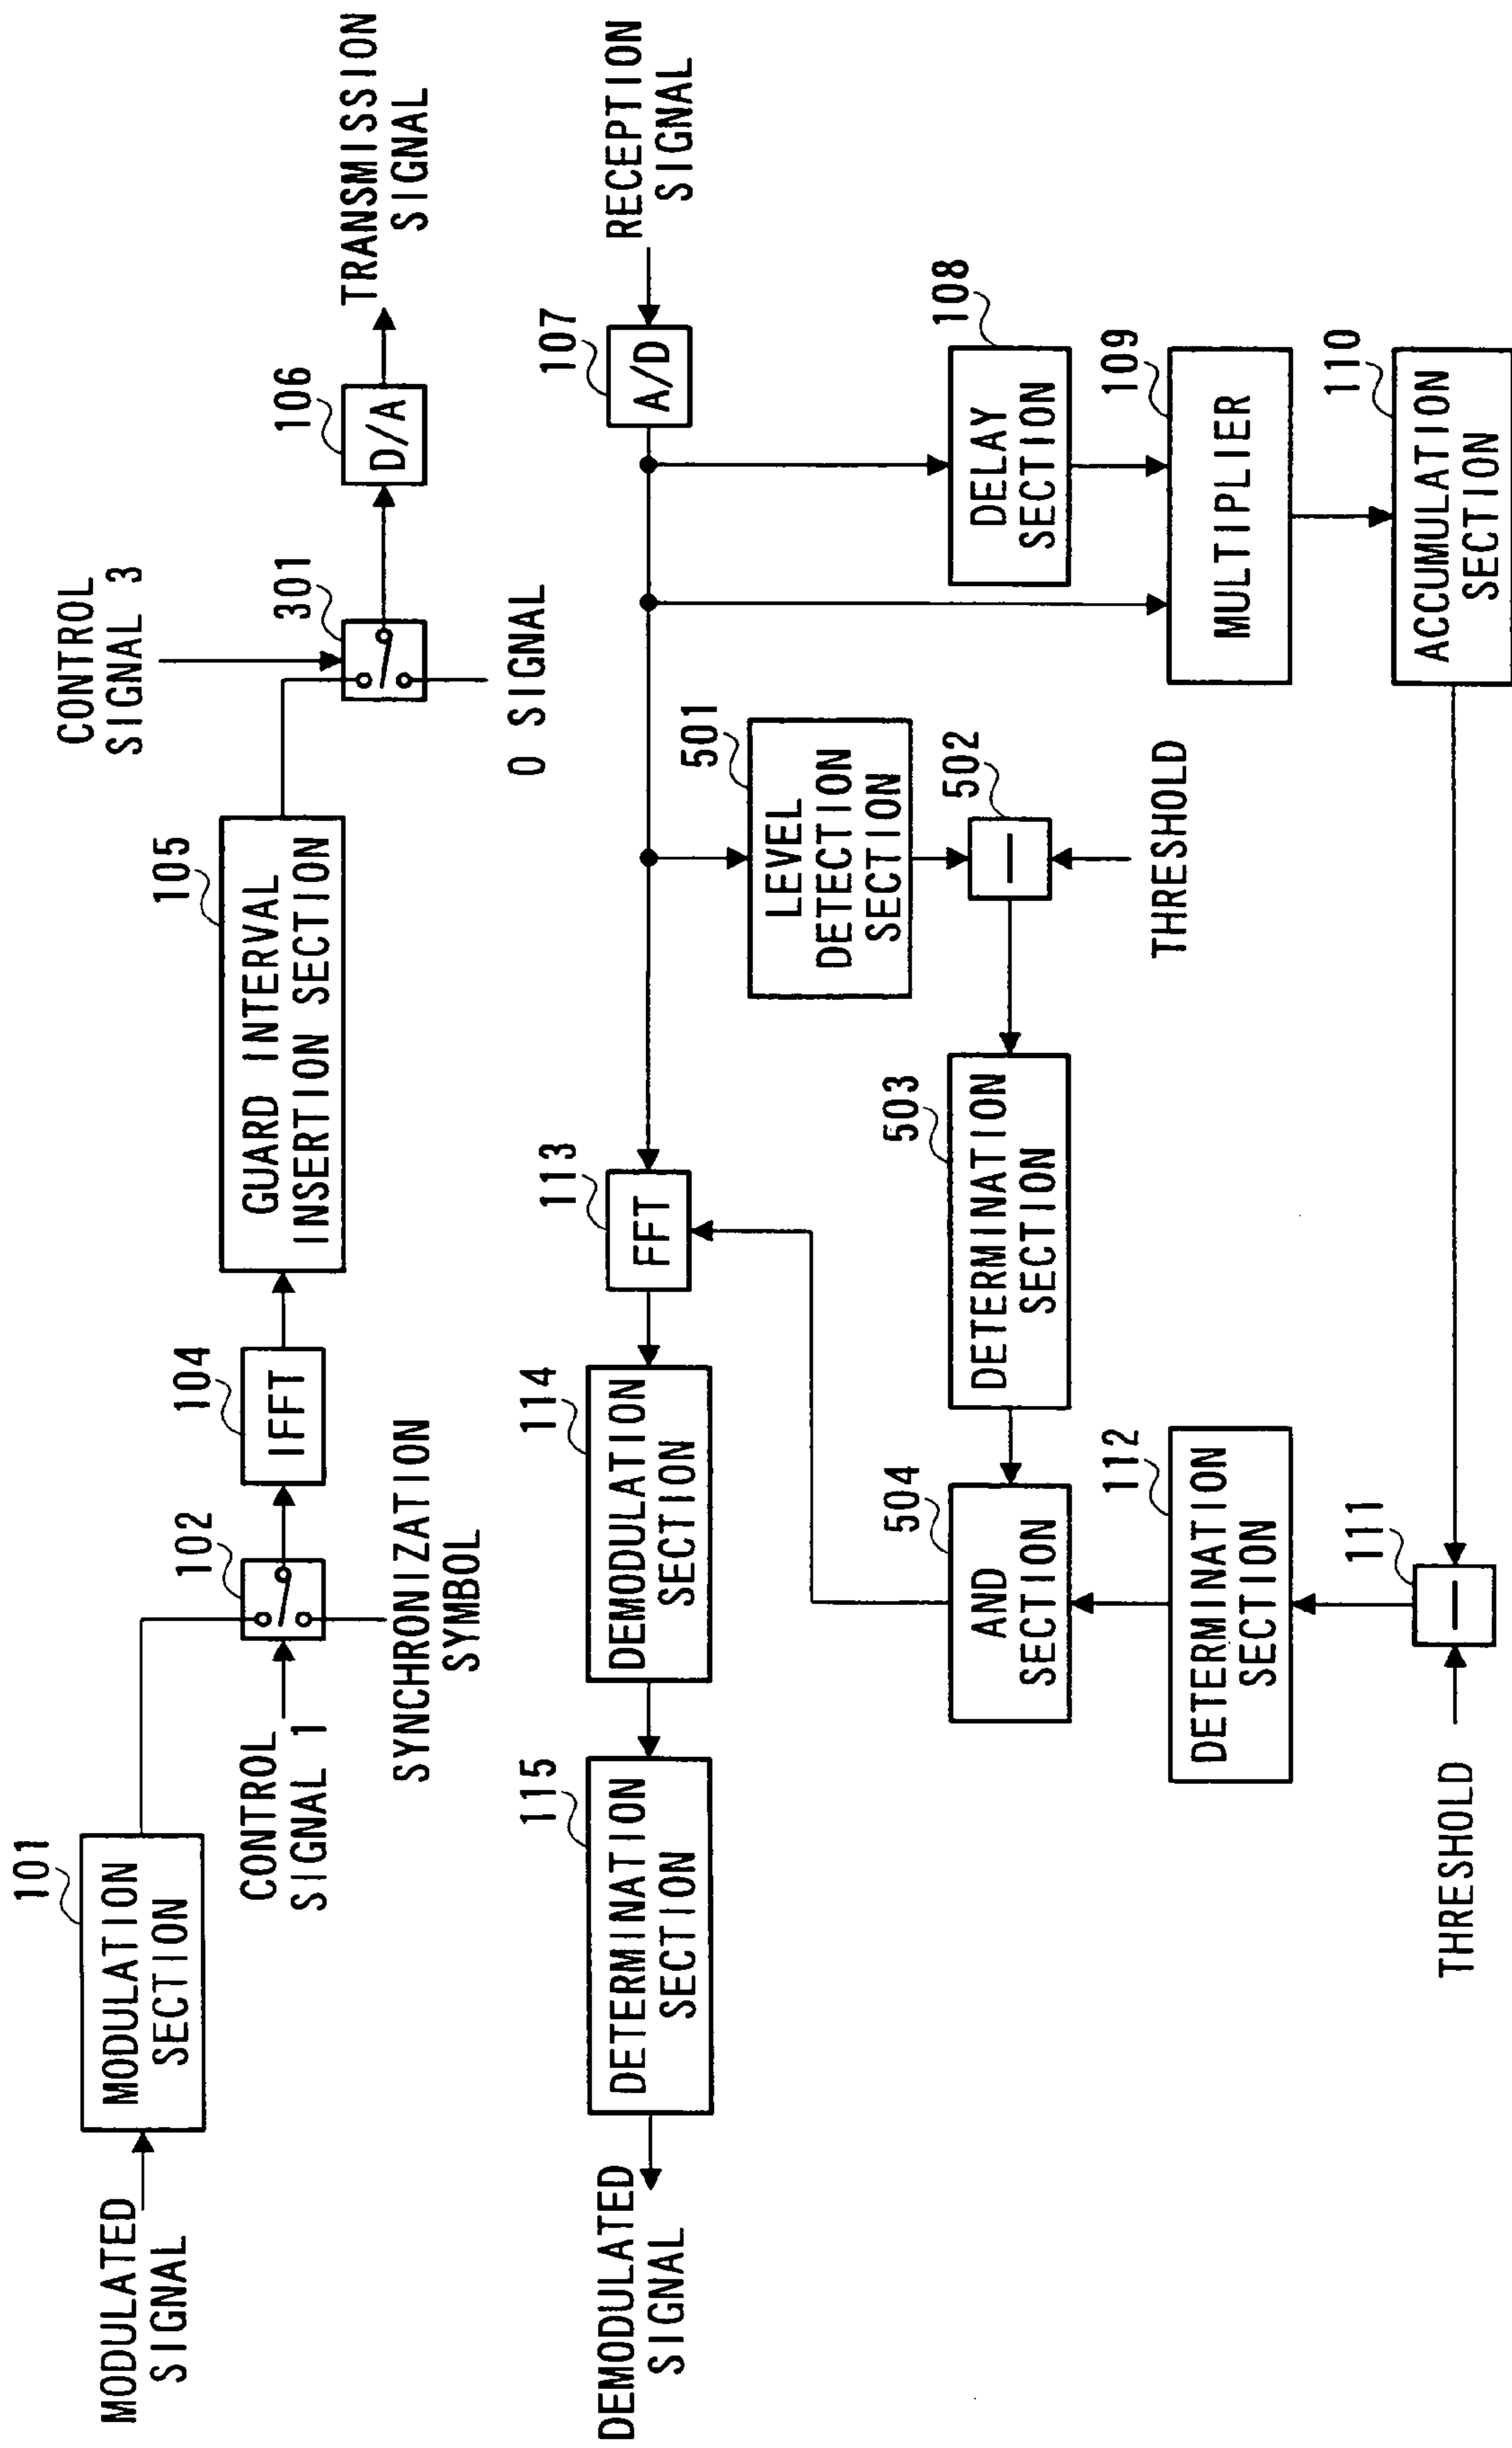 MODULATED
SIGNAL
101
MODULATION
SECTION
CONTROL
SIGNAL 1
102
SYNCHRONIZATION
SYMBOL
104
IFFT
105
GUARD INTERVAL
INSERTION SECTION
CONTROL
SIGNAL 3
301
0 SIGNAL
106
D/A
TRANSMISSION
SIGNAL
DEMODULATED
SIGNAL
115
DETERMINATION
SECTION
114
DEMODULATION
SECTION
113
FFT
107
A/D
RECEPTION
SIGNAL
501
LEVEL
DETECTION
SECTION
502
THRESHOLD
503
DETERMINATION
SECTION
504
AND
SECTION
108
DELAY
SECTION
109
MULTIPLIER
110
ACCUMULATION
SECTION
112
DETERMINATION
SECTION
111
THRESHOLD